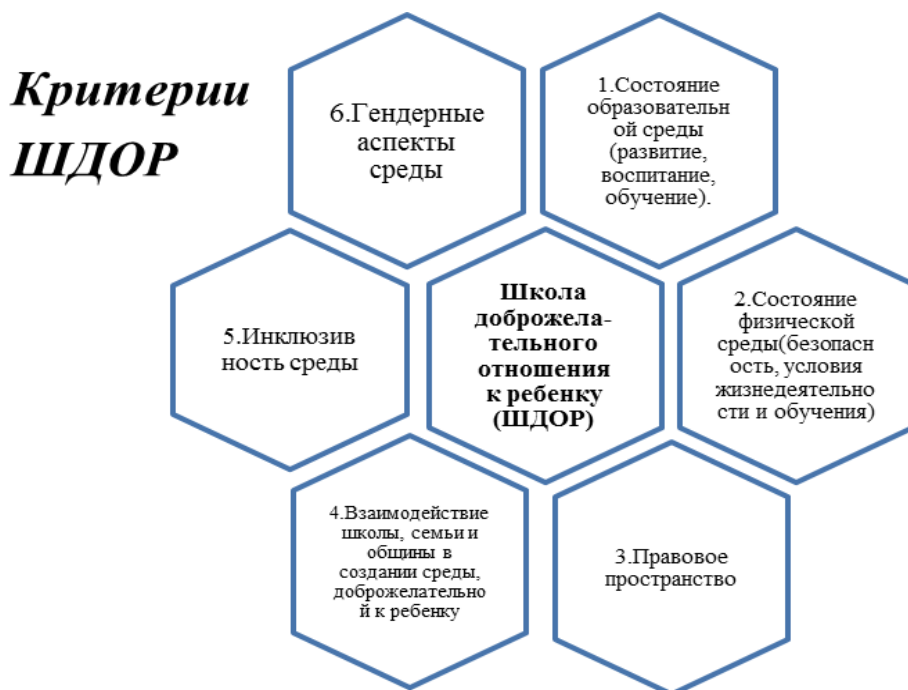 Критерии
ШДОР
6.Гендерные
аспекты
среды
1.Состояние
образовательн
ой среды
(развитие,
воспитание,
обучение).
5.Инклюзив
ность среды
Школа
доброжела-
тельного
отношения
к ребенку
(ШДОР)
2.Состояние
физической
среды(безопасн
ость, условия
жизнедеятельно
сти и обучения)
4.Взаимодействие
школы, семьи и
общины в
создании среды,
доброжелательно
й к ребенку
3.Правовое
пространство